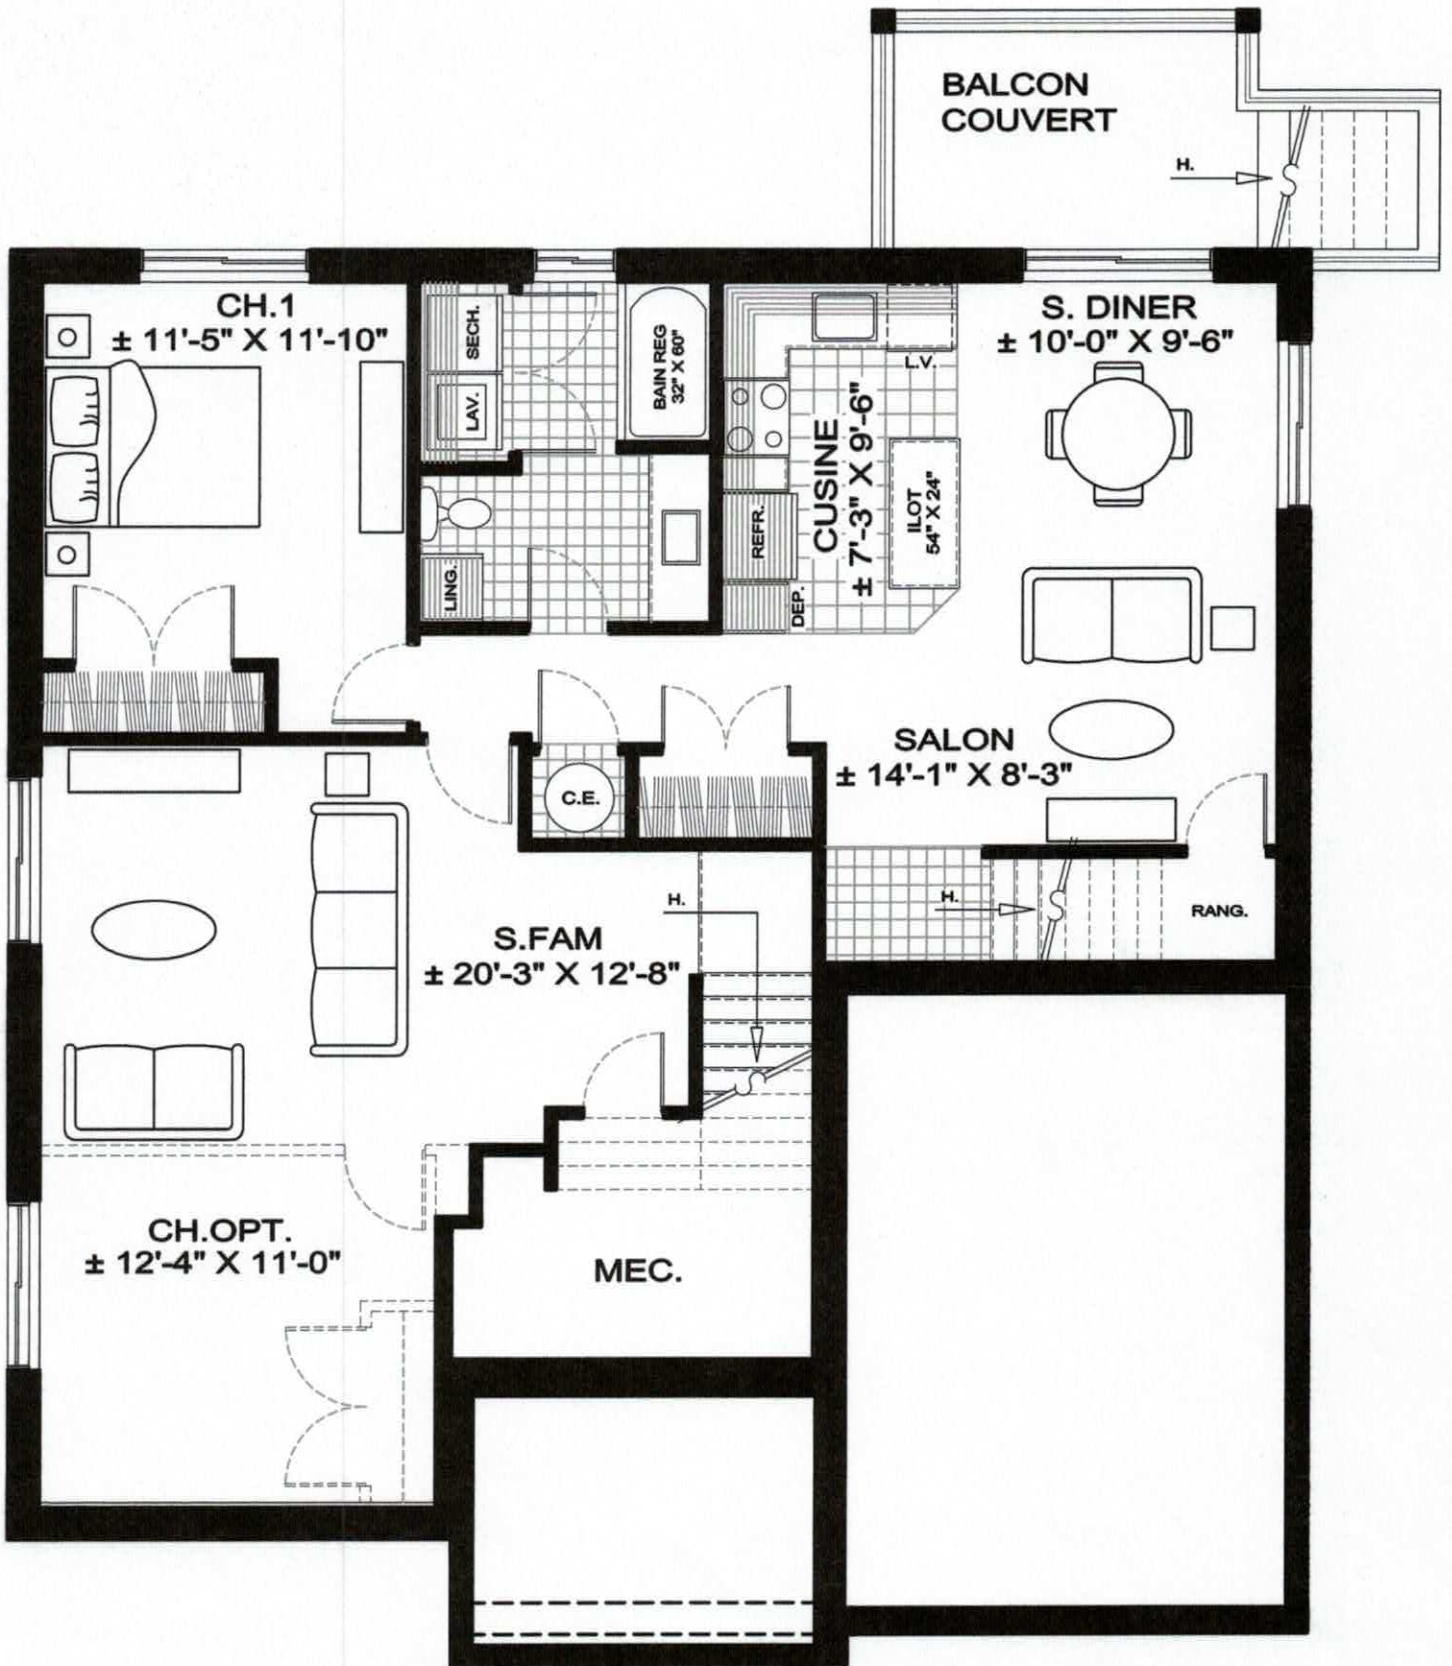 BALCON
COUVERT
H.
CH.1
± 11'-5" X 11'-10"
SECH.
LAV.
BAIN REG
32" X 60"
L.V.
S. DINER
± 10'-0" X 9'-6"
CUSINE
± 7'-3" X 9'-6"
ILOT
54" X 24"
REFR.
DEP.
LING.
C.E.
SALON
± 14'-1" X 8'-3"
H.
RANG.
H.
S.FAM
± 20'-3" X 12'-8"
CH.OPT.
± 12'-4" X 11'-0"
MEC.